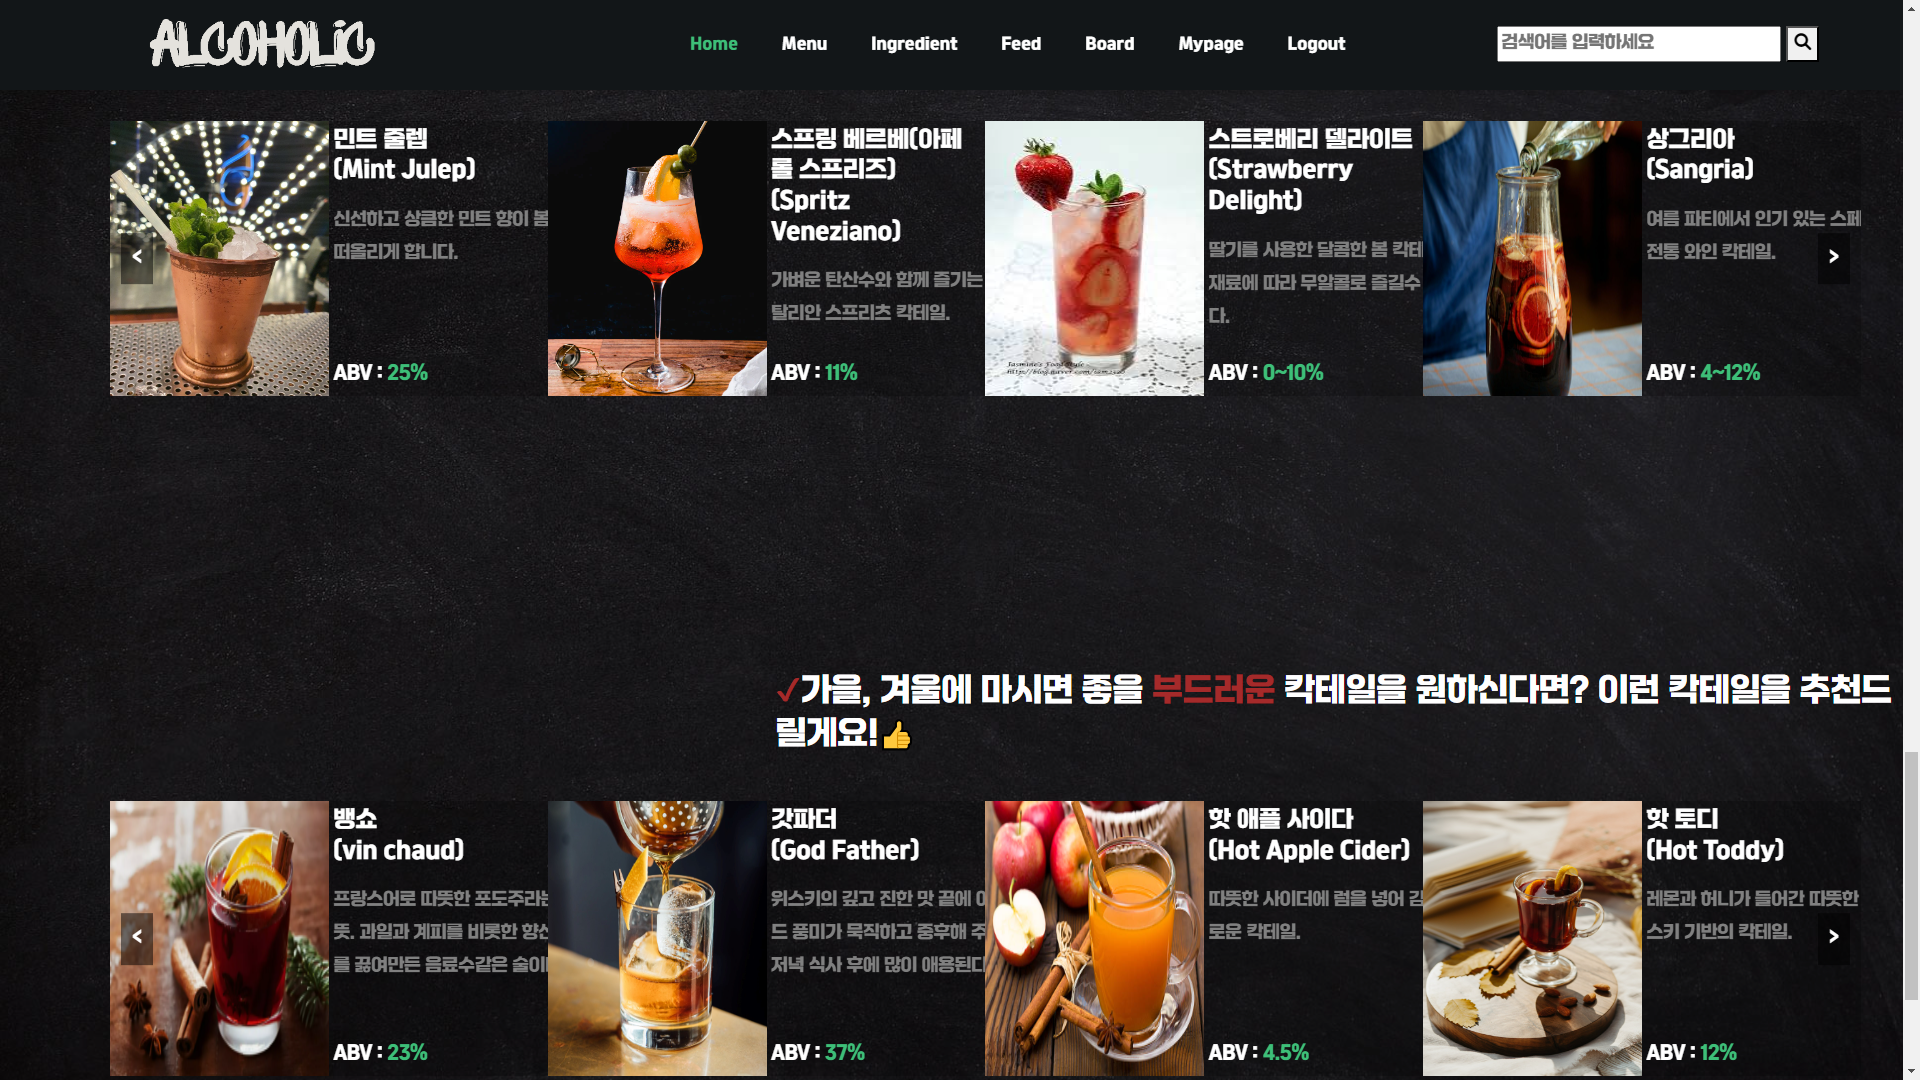 ALCOHOLiC
Home Menu Ingredient Feed Board Mypage Logout
검색어를 입력하세요
민트 줄렙
(Mint Julep)
신선하고 상큼한 민트 향이 봄
떠올리게 합니다.
ABV : 25%
스프링 베르베(아페
롤 스프리즈)
(Spritz
Veneziano)
가벼운 탄산수와 함께 즐기는
탈리안 스프리츠 칵테일.
ABV : 11%
스트로베리 델라이트
(Strawberry
Delight)
딸기를 사용한 달콤한 봄 칵테
재료에 따라 무알콜로 즐길수
다.
ABV : 0~10%
상그리아
(Sangria)
여름 파티에서 인기 있는 스페
전통 와인 칵테일.
ABV : 4~12%
<
>
✓가을, 겨울에 마시면 좋을 부드러운 칵테일을 원하신다면? 이런 칵테일을 추천드
릴게요!👍
뱅쇼
(vin chaud)
프랑스어로 따뜻한 포도주라는
뜻. 과일과 계피를 비롯한 향신
를 끓여만든 음료수같은 술이
ABV : 23%
갓파더
(God Father)
위스키의 깊고 진한 맛 끝에
드 풍미가 묵직하고 중후해 주
저녁 식사 후에 많이 애용된다
ABV : 37%
핫 애플 사이다
(Hot Apple Cider)
따뜻한 사이더에 럼을 넣어 감
로운 칵테일.
ABV : 4.5%
핫 토디
(Hot Toddy)
레몬과 허니가 들어간 따뜻한
스키 기반의 칵테일.
ABV : 12%
<
>